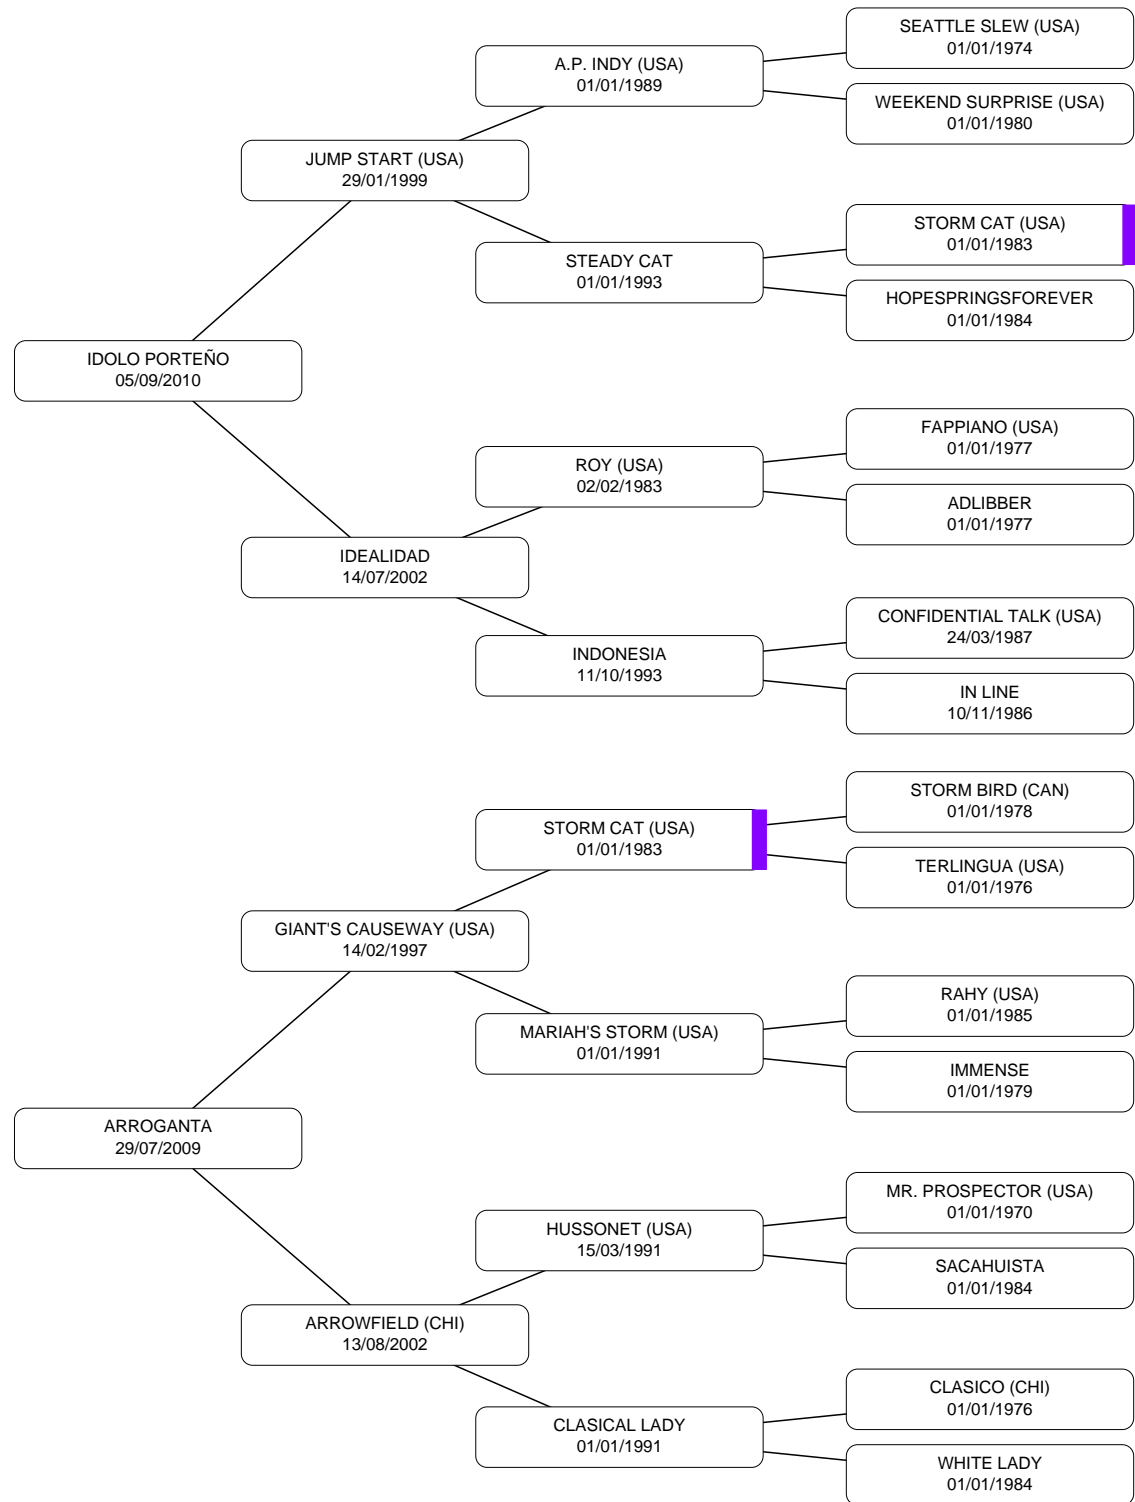 SEATTLE SLEW (USA)
01/01/1974
A.P. INDY (USA)
01/01/1989
WEEKEND SURPRISE (USA)
01/01/1980
JUMP START (USA)
29/01/1999
STORM CAT (USA)
01/01/1983
STEADY CAT
01/01/1993
HOPESPRINGSFOREVER
01/01/1984
IDOLO PORTEÑO
05/09/2010
FAPPIANO (USA)
01/01/1977
ROY (USA)
02/02/1983
ADLIBBER
01/01/1977
IDEALIDAD
14/07/2002
CONFIDENTIAL TALK (USA)
24/03/1987
INDONESIA
11/10/1993
IN LINE
10/11/1986
STORM BIRD (CAN)
01/01/1978
STORM CAT (USA)
01/01/1983
TERLINGUA (USA)
01/01/1976
GIANT'S CAUSEWAY (USA)
14/02/1997
RAHY (USA)
01/01/1985
MARIAH'S STORM (USA)
01/01/1991
IMMENSE
01/01/1979
ARROGANTA
29/07/2009
MR. PROSPECTOR (USA)
01/01/1970
HUSSONET (USA)
15/03/1991
SACAHUISTA
01/01/1984
ARROWFIELD (CHI)
13/08/2002
CLASICO (CHI)
01/01/1976
CLASICAL LADY
01/01/1991
WHITE LADY
01/01/1984